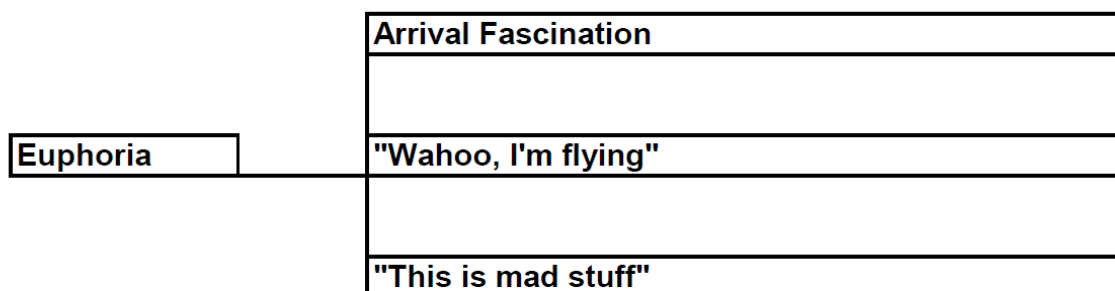 Arrival Fascination
Euphoria
"Wahoo, I'm flying"
"This is mad stuff"